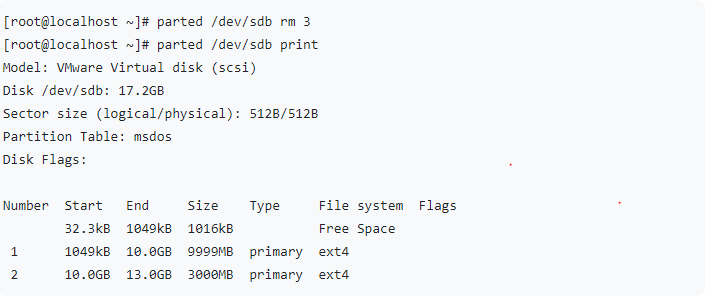 [root@localhost ~]# parted /dev/sdb rm 3
[root@localhost ~]# parted /dev/sdb print
Model: VMware Virtual disk (scsi)
Disk /dev/sdb: 17.2GB
Sector size (logical/physical): 512B/512B
Partition Table: msdos
Disk Flags:
Number  Start   End     Size    Type     File system  Flags
        32.3kB  1049kB  1016kB           Free Space
 1      1049kB  10.0GB  9999MB  primary  ext4
 2      10.0GB  13.0GB  3000MB  primary  ext4